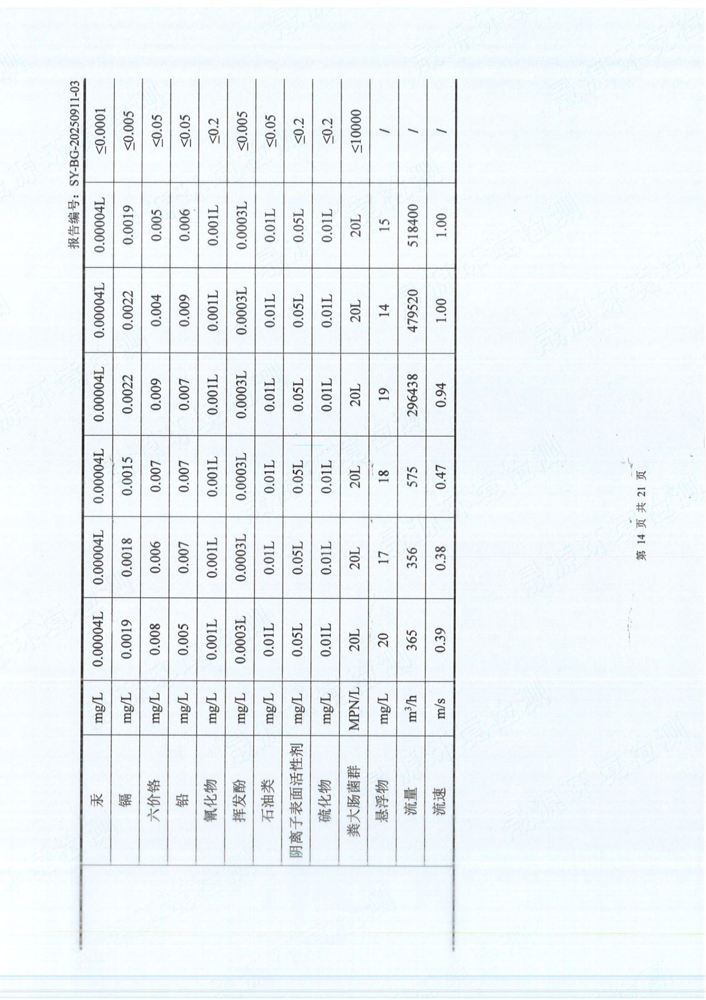 报告编号：SY-BG-20250911-03
汞 mg/L 0.00004L 0.00004L 0.00004L 0.00004L 0.00004L 0.00004L ≤0.0001
镉 mg/L 0.0019 0.0018 0.0015 0.0022 0.0022 0.0019 ≤0.005
六价铬 mg/L 0.008 0.006 0.007 0.009 0.004 0.005 ≤0.05
铅 mg/L 0.005 0.007 0.007 0.007 0.009 0.006 ≤0.05
氰化物 mg/L 0.001L 0.001L 0.001L 0.001L 0.001L 0.001L ≤0.2
挥发酚 mg/L 0.0003L 0.0003L 0.0003L 0.0003L 0.0003L 0.0003L ≤0.005
石油类 mg/L 0.01L 0.01L 0.01L 0.01L 0.01L 0.01L ≤0.05
阴离子表面活性剂 mg/L 0.05L 0.05L 0.05L 0.05L 0.05L 0.05L ≤0.2
硫化物 mg/L 0.01L 0.01L 0.01L 0.01L 0.01L 0.01L ≤0.2
粪大肠菌群 MPN/L 20L 20L 20L 20L 20L 20L ≤10000
悬浮物 mg/L 20 17 18 19 14 15 /
流量 m³/h 365 356 575 296438 479520 518400 /
流速 m/s 0.39 0.38 0.47 0.94 1.00 1.00 /
第 14 页 共 21 页